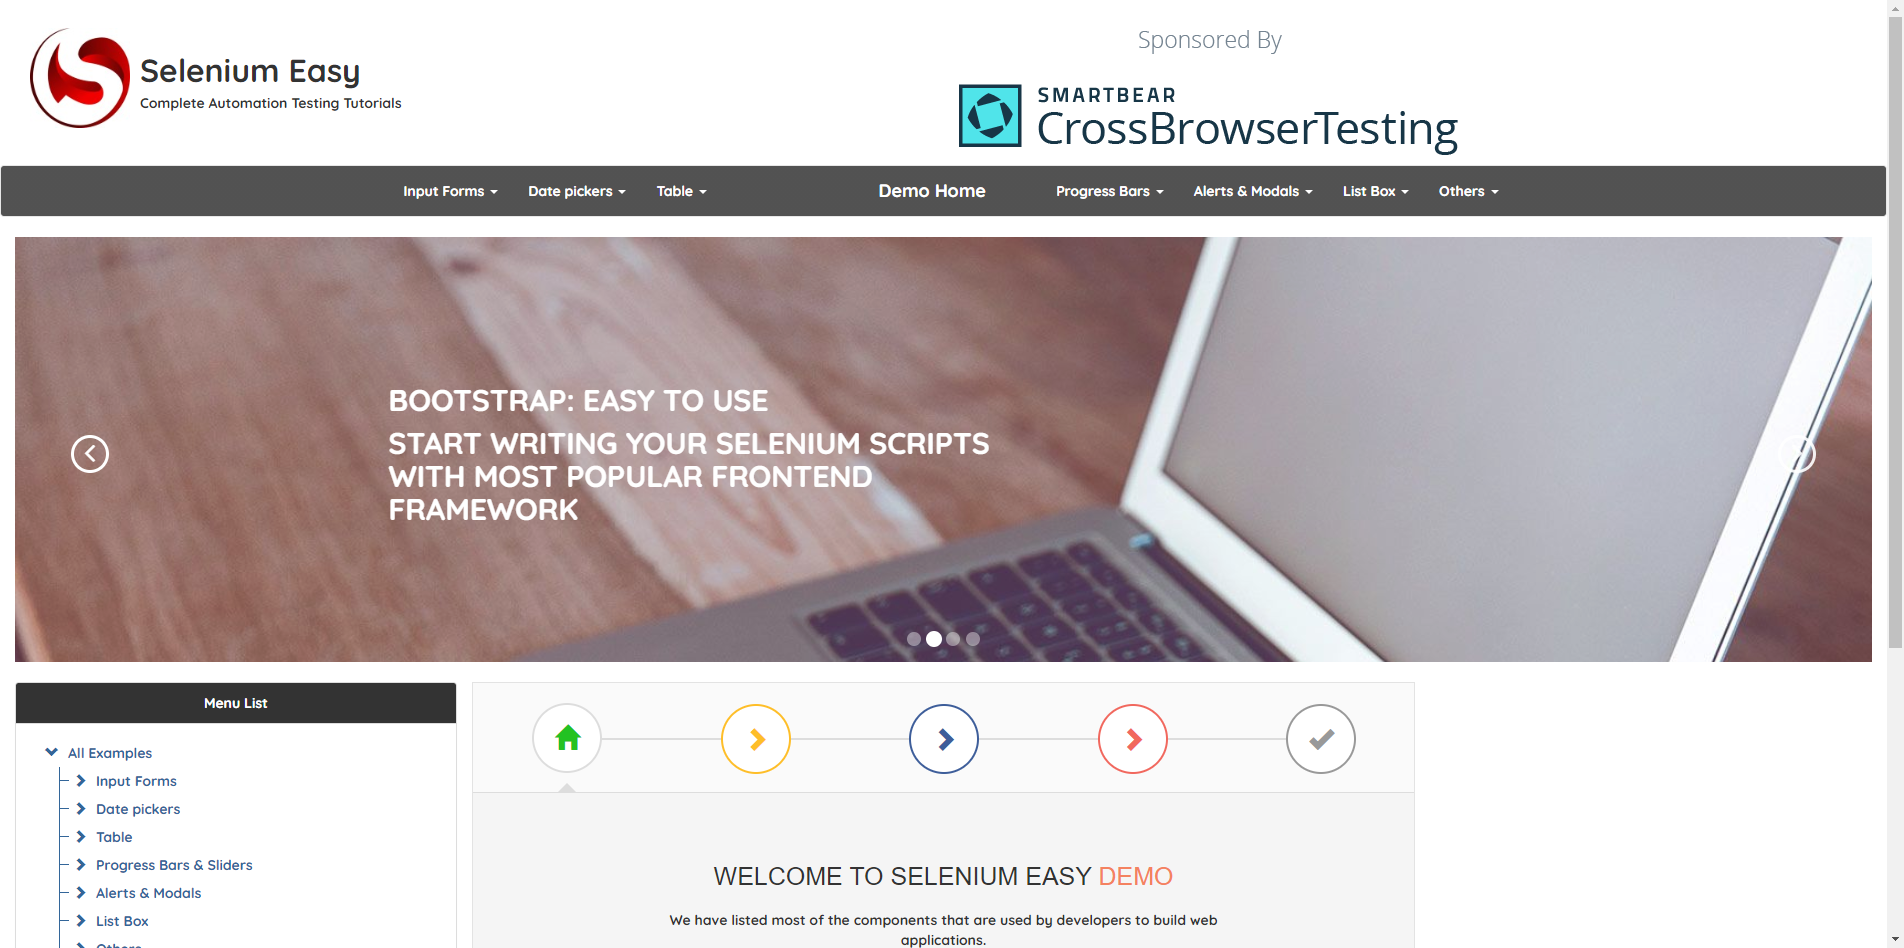 Selenium Easy
Complete Automation Testing Tutorials
Sponsored By
SMARTBEAR
CrossBrowserTesting
Input Forms
Date pickers
Table
Demo Home
Progress Bars
Alerts & Modals
List Box
Others
BOOTSTRAP: EASY TO USE
START WRITING YOUR SELENIUM SCRIPTS
WITH MOST POPULAR FRONTEND
FRAMEWORK
Menu List
All Examples
Input Forms
Date pickers
Table
Progress Bars & Sliders
Alerts & Modals
List Box
Others
WELCOME TO SELENIUM EASY DEMO
We have listed most of the components that are used by developers to build web
applications.